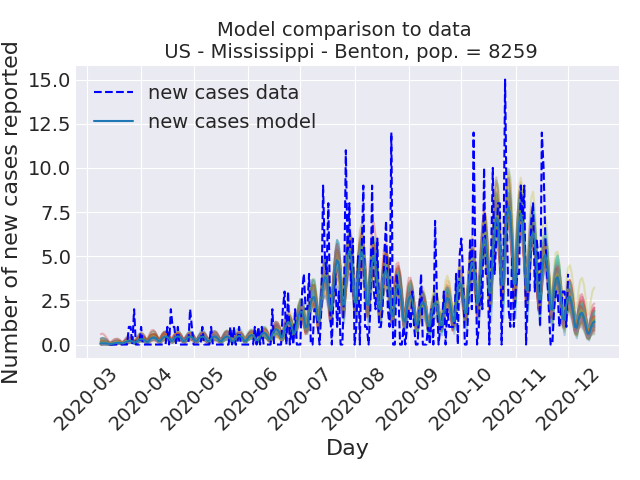 Model comparison to data
US - Mississippi - Benton, pop. = 8259
Number of new cases reported
15.0
12.5
10.0
7.5
5.0
2.5
0.0
new cases data
new cases model
2020-03
2020-04
2020-05
2020-06
2020-07
2020-08
2020-09
2020-10
2020-11
2020-12
Day